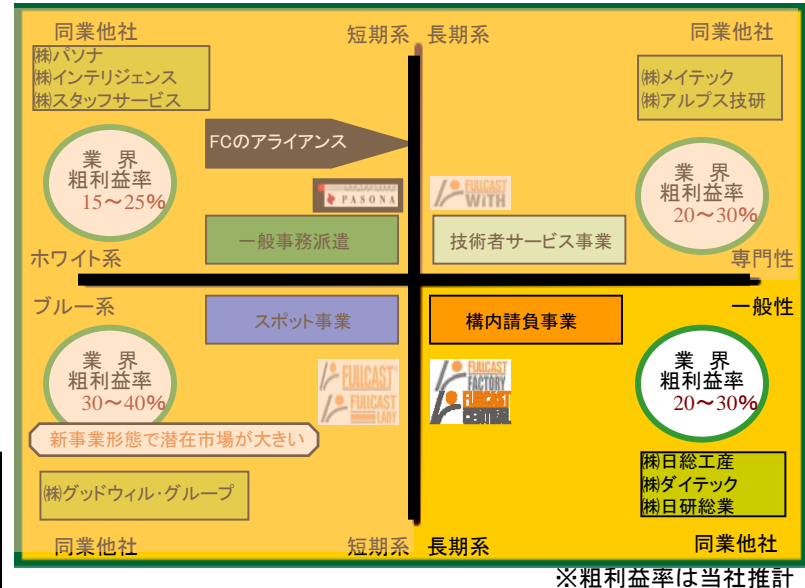 同業他社
短期系 長期系
同業他社
㈱パソナ
㈱インテリジェンス
㈱スタッフサービス
㈱メイテック
㈱アルプス技研
FCのアライアンス
業 界
粗利益率
15～25%
業 界
粗利益率
20～30%
PASONA
FULLCAST
WITH
一般事務派遣
技術者サービス事業
ホワイト系
専門性
ブルー系
一般性
スポット事業
構内請負事業
業 界
粗利益率
30～40%
業 界
粗利益率
20～30%
FULLCAST
FULLCAST
LADY
FULLCAST
FACTORY
FULLCAST
CENTRAL
新事業形態で潜在市場が大きい
㈱グッドウィル・グループ
㈱日総工産
㈱ダイテック
㈱日研総業
同業他社
短期系 長期系
同業他社
※粗利益率は当社推計